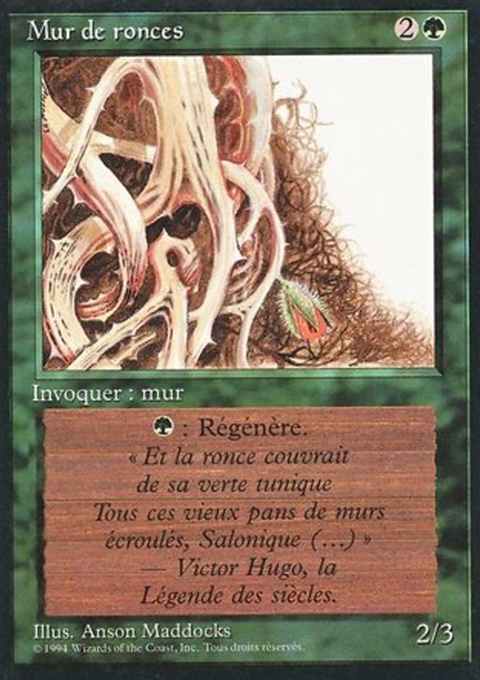 Mur de ronces 2
Invoquer : mur
: Régénère.
« Et la ronce couvrait
de sa verte tunique
Tous ces vieux pans de murs
écroulés, Salonique (...) »
— Victor Hugo, la
Légende des siècles.
Illus. Anson Maddocks
2/3
© 1994 Wizards of the Coast, Inc. Tous droits réservés.